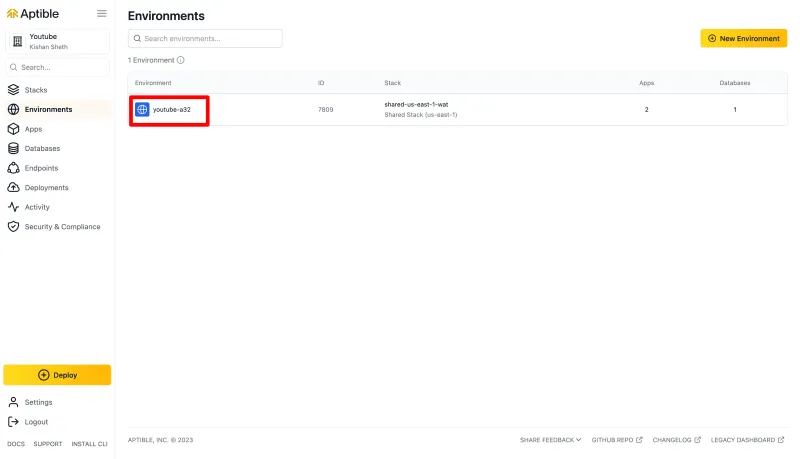 Aptible
Youtube
Kishan Sheth
Search...
Stacks
Environments
Apps
Databases
Endpoints
Deployments
Activity
Security & Compliance
Deploy
Settings
Logout
DOCS SUPPORT INSTALL CLI
Environments
Search environments...
New Environment
1 Environment
Environment ID Stack Apps Databases
youtube-a32 7809 shared-us-east-1-wat 2 1
Shared Stack (us-east-1)
APTIBLE, INC. © 2023 SHARE FEEDBACK GITHUB REPO CHANGELOG LEGACY DASHBOARD